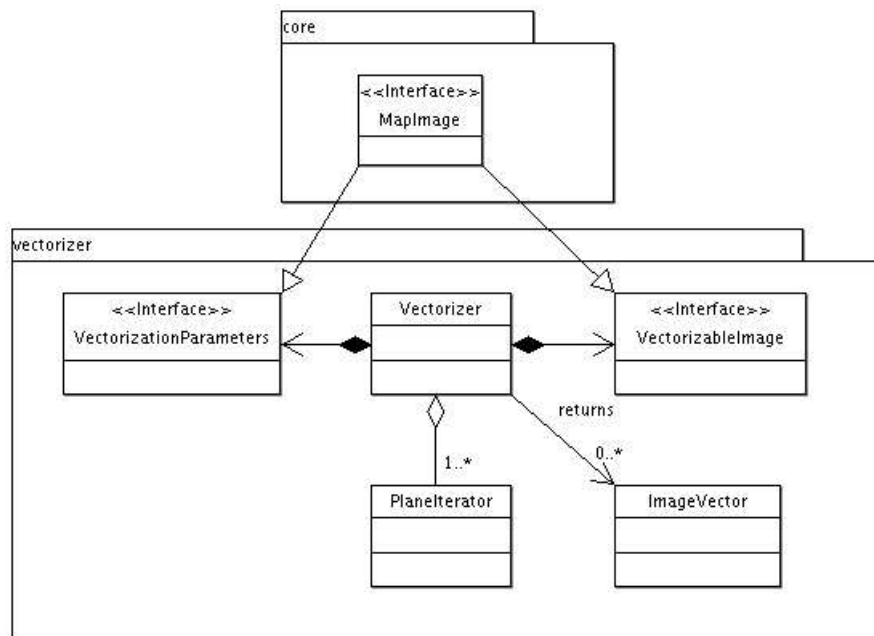 core
<<Interface>>
MapImage
vectorizer
<<Interface>>
VectorizationParameters
Vectorizer
<<Interface>>
VectorizableImage
returns
1..*
0..*
PlaneIterator
ImageVector